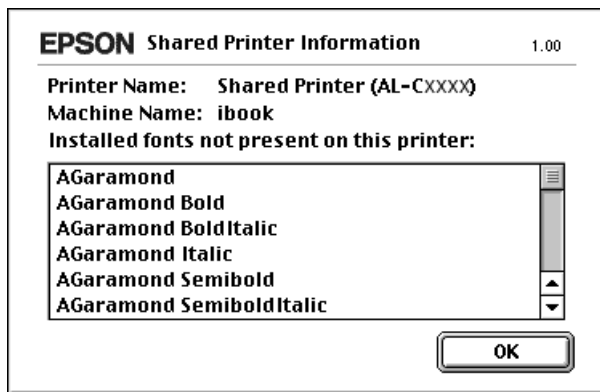 EPSON Shared Printer Information 1.00
Printer Name: Shared Printer (AL-CXXXX)
Machine Name: ibook
Installed fonts not present on this printer:
AGaramond
AGaramond Bold
AGaramond BoldItalic
AGaramond Italic
AGaramond Semibold
AGaramond SemiboldItalic
OK